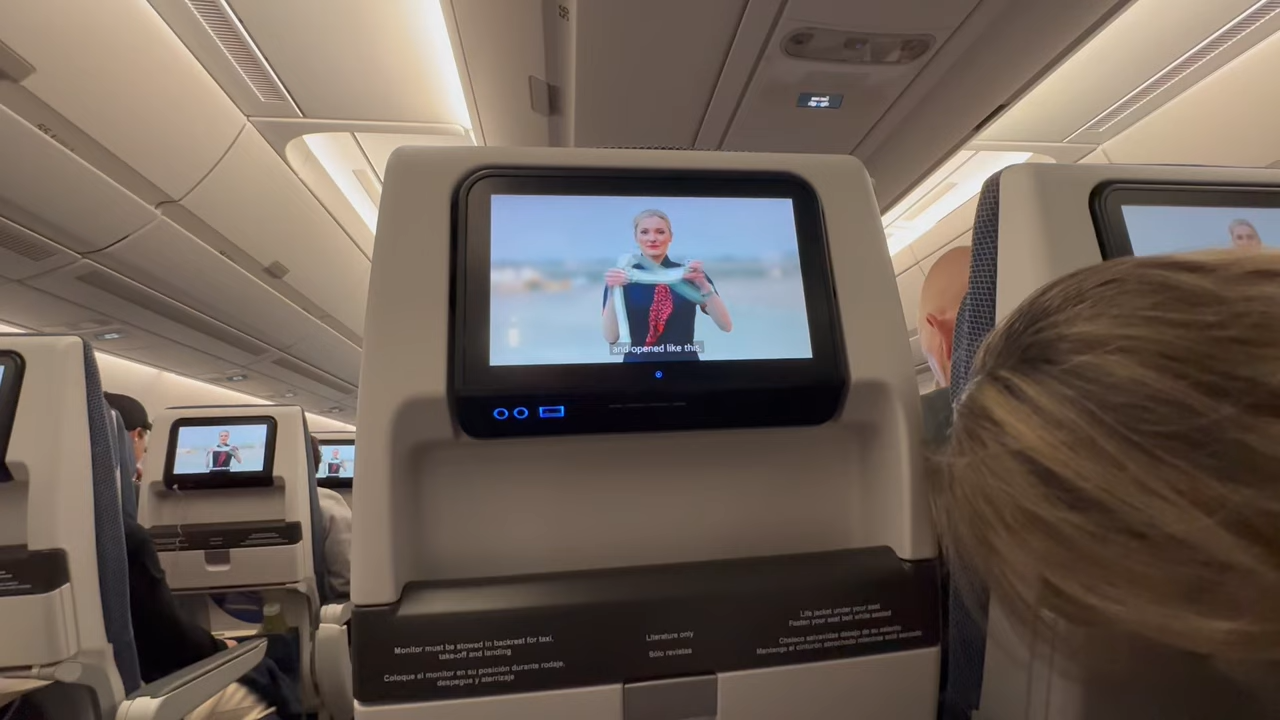 and opened like this.
Monitor must be stowed in backrest for taxi,
take-off and landing
Coloque el monitor en su posición durante rodaje,
despegue y aterrizaje
Literature only
Sólo revistas
Life jacket under your seat
Fasten your seat belt while seated
Chaleco salvavidas debajo de su asiento
Mantenga el cinturón abrochado mientras esté sentado